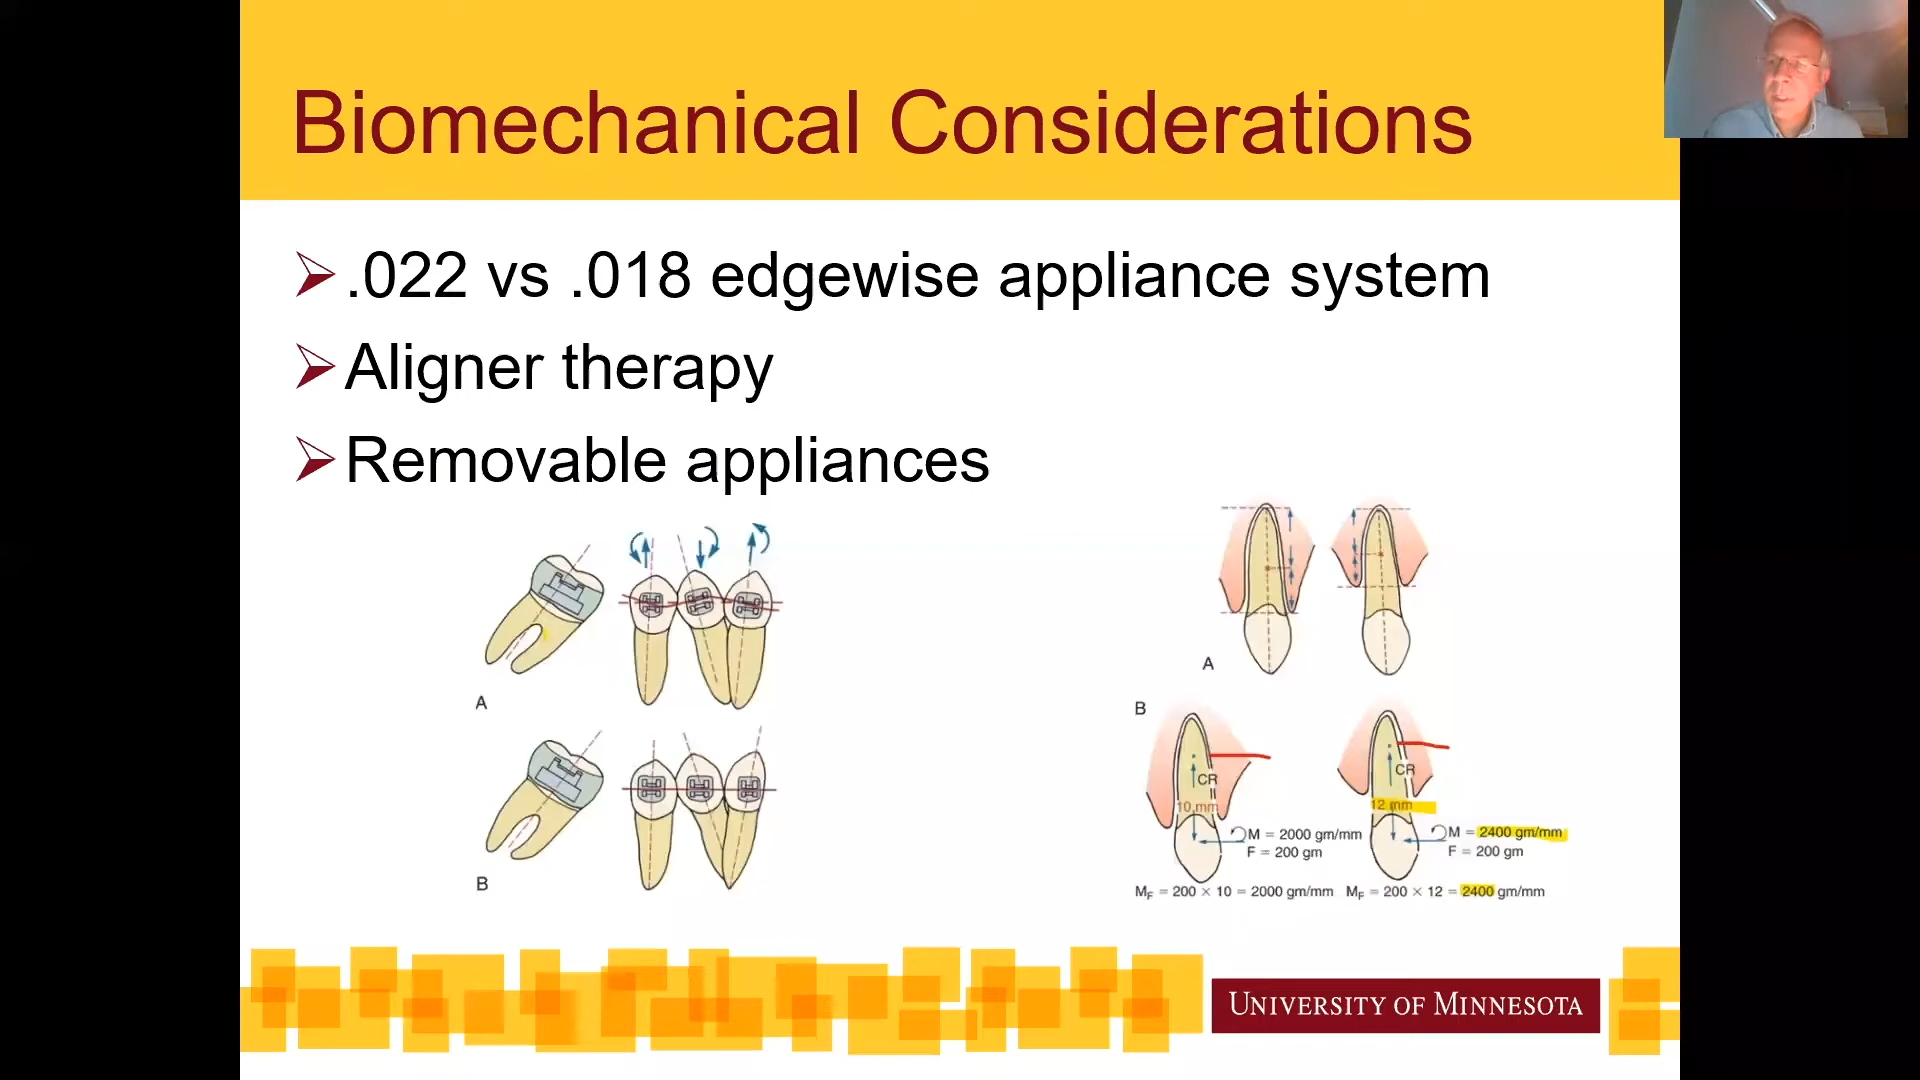 Biomechanical Considerations
.022 vs .018 edgewise appliance system
Aligner therapy
Removable appliances
A
B
A
B
CR
10 mm
M = 2000 gm/mm
F = 200 gm
M_F = 200 × 10 = 2000 gm/mm
CR
12 mm
M = 2400 gm/mm
F = 200 gm
M_F = 200 × 12 = 2400 gm/mm
UNIVERSITY OF MINNESOTA